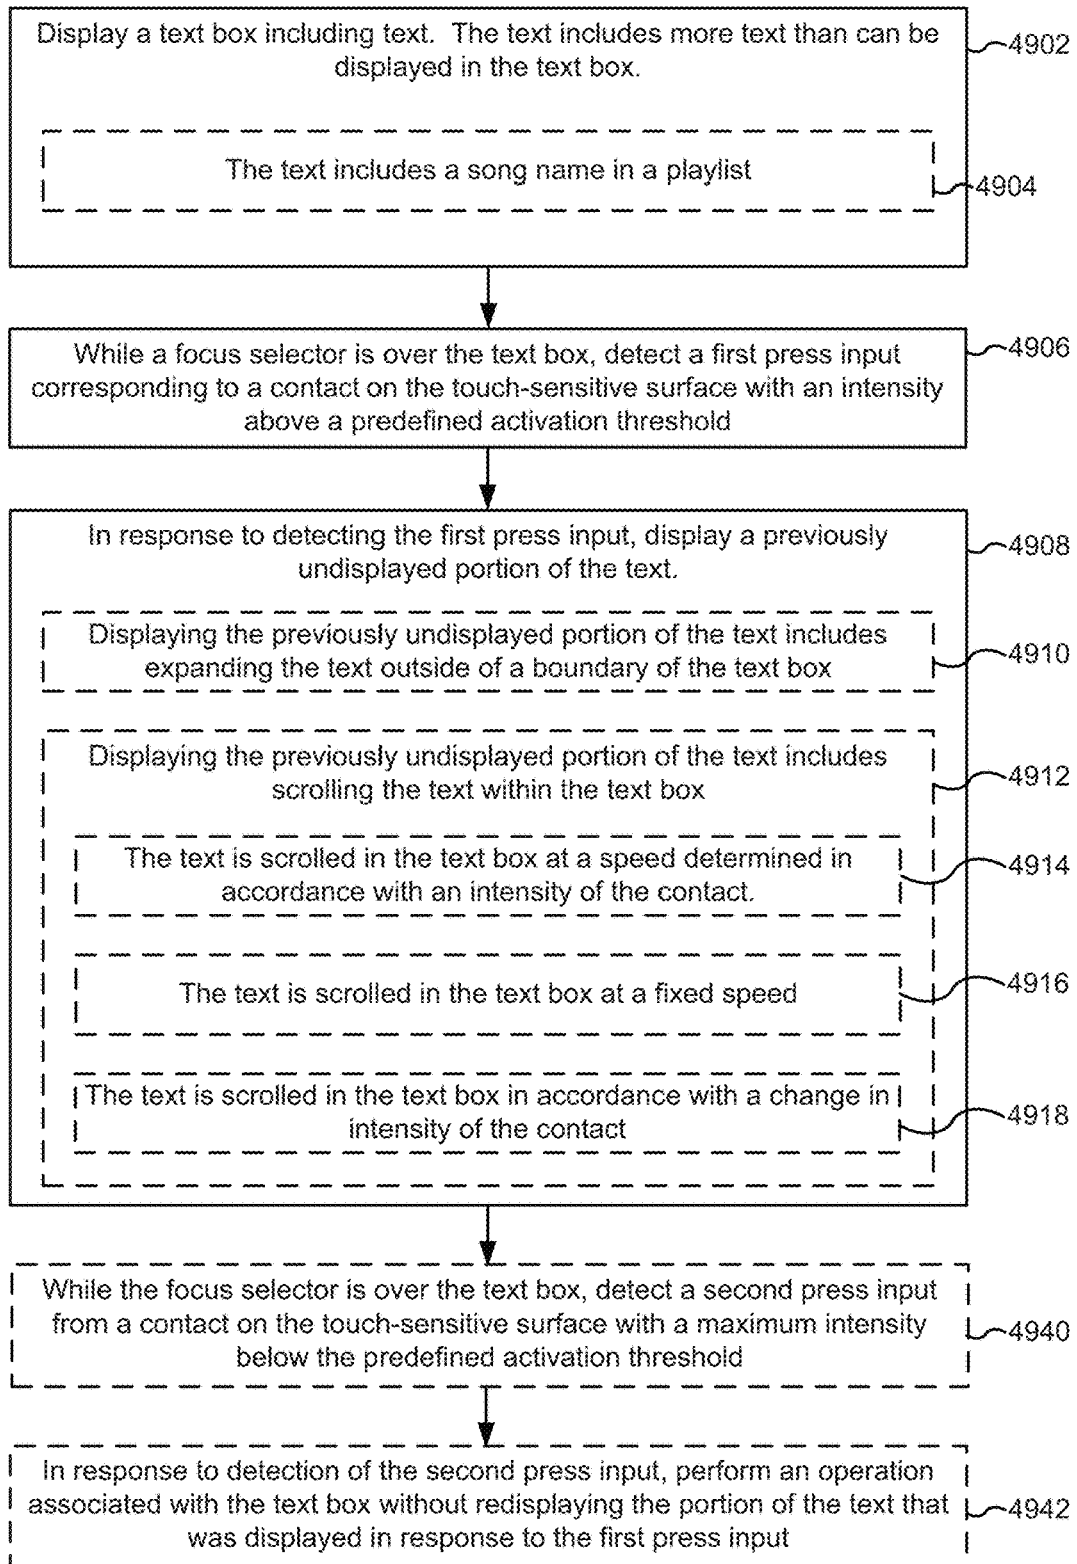 Display a text box including text. The text includes more text than can be
displayed in the text box.
4902
The text includes a song name in a playlist
4904
While a focus selector is over the text box, detect a first press input
corresponding to a contact on the touch-sensitive surface with an intensity
above a predefined activation threshold
4906
In response to detecting the first press input, display a previously
undisplayed portion of the text.
4908
Displaying the previously undisplayed portion of the text includes
expanding the text outside of a boundary of the text box
4910
Displaying the previously undisplayed portion of the text includes
scrolling the text within the text box
4912
The text is scrolled in the text box at a speed determined in
accordance with an intensity of the contact.
4914
The text is scrolled in the text box at a fixed speed
4916
The text is scrolled in the text box in accordance with a change in
intensity of the contact
4918
While the focus selector is over the text box, detect a second press input
from a contact on the touch-sensitive surface with a maximum intensity
below the predefined activation threshold
4940
In response to detection of the second press input, perform an operation
associated with the text box without redisplaying the portion of the text that
was displayed in response to the first press input
4942